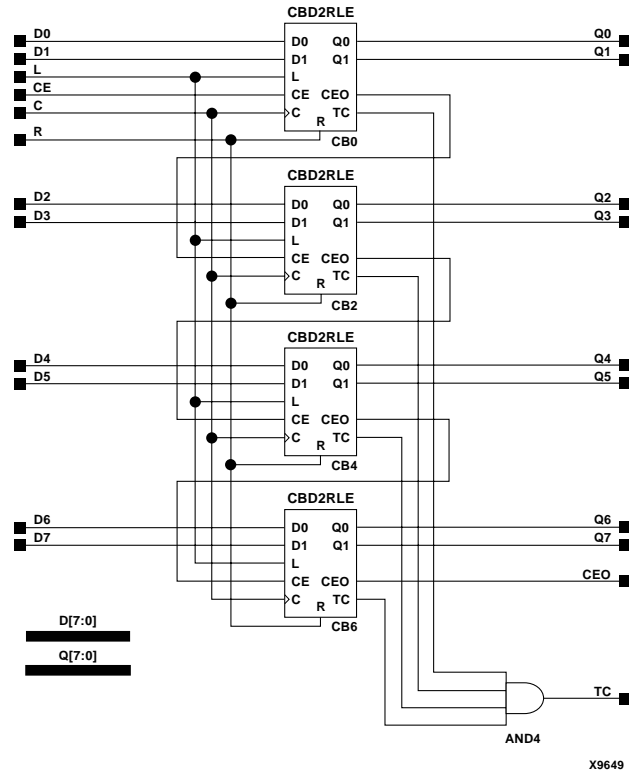 CBD2RLE
D0 D0 Q0 Q0
D1 D1 Q1 Q1
L L
CE CE CEO
C C TC
R R
CB0
CBD2RLE
D2 D0 Q0 Q2
D3 D1 Q1 Q3
L
CE CEO
C TC
R
CB2
CBD2RLE
D4 D0 Q0 Q4
D5 D1 Q1 Q5
L
CE CEO
C TC
R
CB4
CBD2RLE
D6 D0 Q0 Q6
D7 D1 Q1 Q7
L
CE CEO CEO
C TC
R
CB6
D[7:0]
Q[7:0]
TC
AND4
X9649